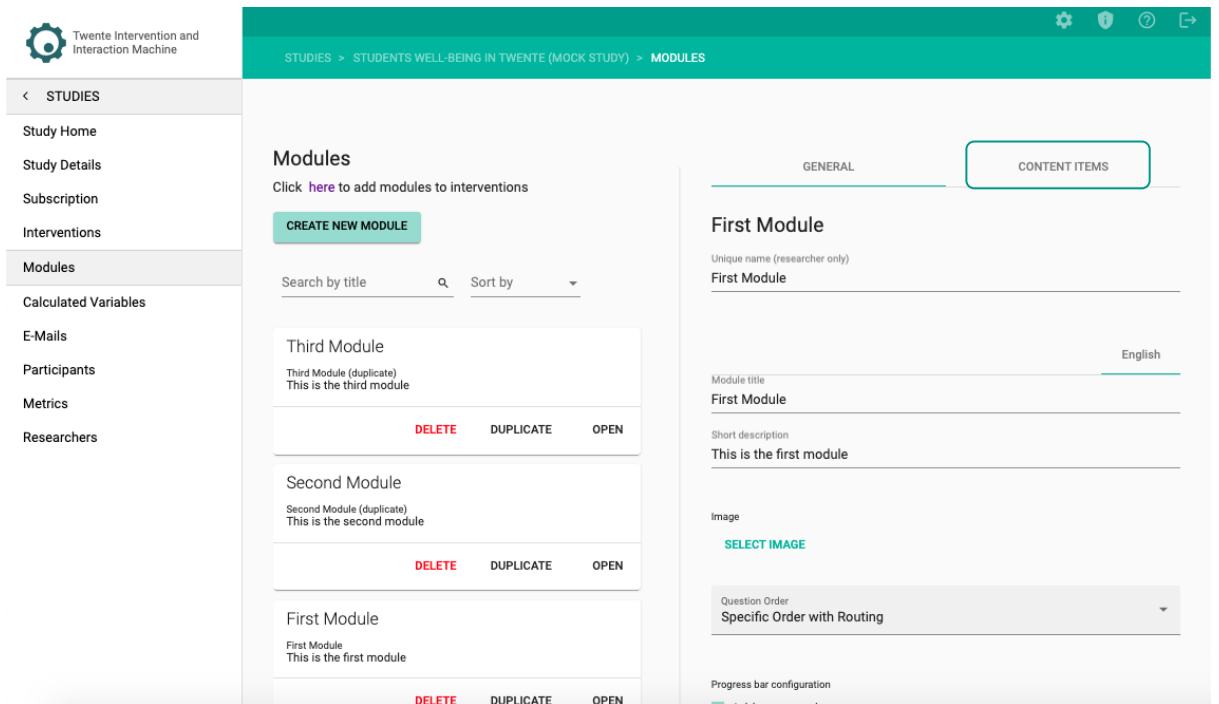 Twente Intervention and
Interaction Machine
STUDIES > STUDENTS WELL-BEING IN TWENTE (MOCK STUDY) > MODULES
< STUDIES
Study Home
Study Details
Subscription
Interventions
Modules
Calculated Variables
E-Mails
Participants
Metrics
Researchers
Modules
Click here to add modules to interventions
CREATE NEW MODULE
Search by title
Sort by
Third Module
Third Module (duplicate)
This is the third module
DELETE DUPLICATE OPEN
Second Module
Second Module (duplicate)
This is the second module
DELETE DUPLICATE OPEN
First Module
First Module
This is the first module
DELETE DUPLICATE OPEN
GENERAL
CONTENT ITEMS
First Module
Unique name (researcher only)
First Module
English
Module title
First Module
Short description
This is the first module
Image
SELECT IMAGE
Question Order
Specific Order with Routing
Progress bar configuration